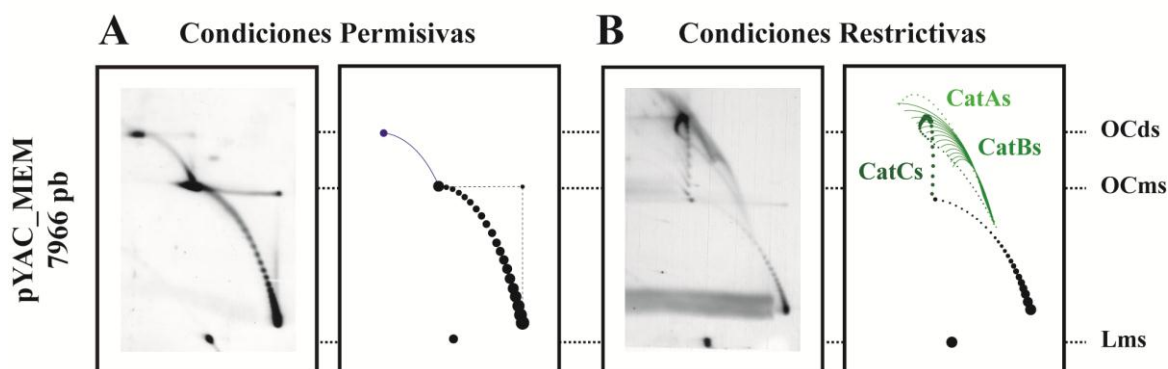 A Condiciones Permisivas
B Condiciones Restrictivas
pYAC_MEM
7966 pb
CatAs
CatBs
CatCs
OCds
OCms
Lms